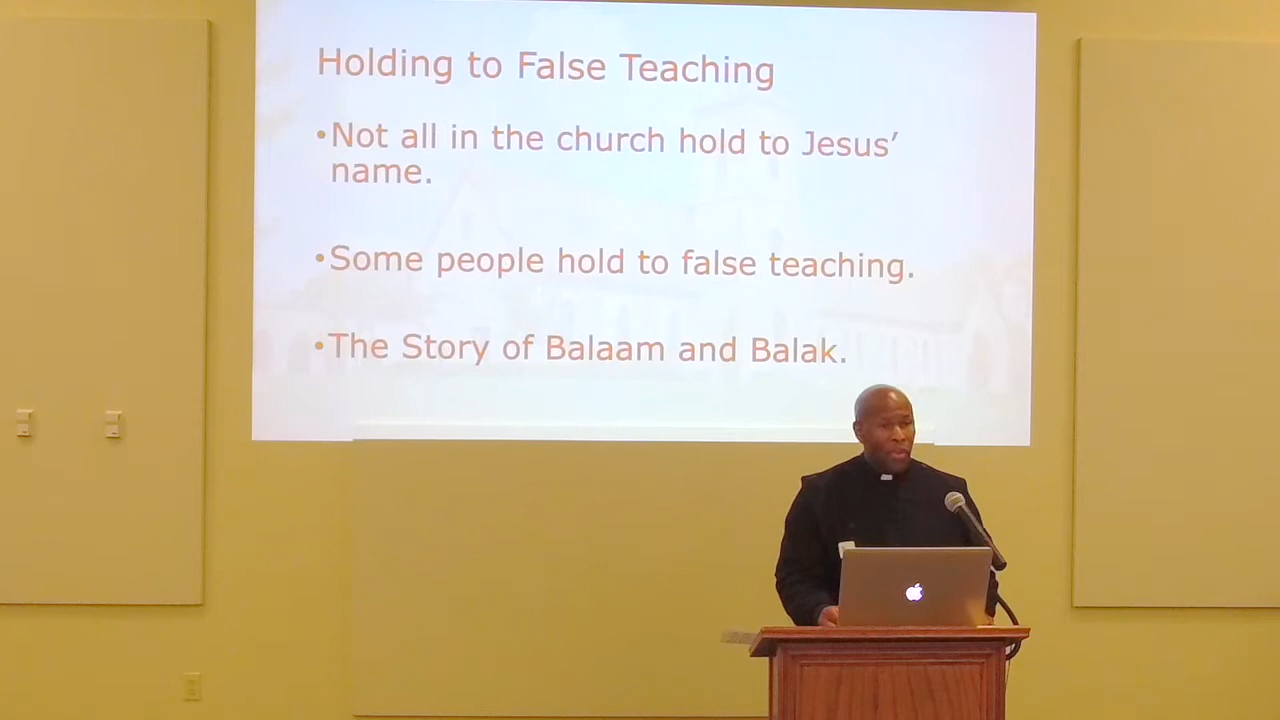 Holding to False Teaching
•Not all in the church hold to Jesus’
name.
•Some people hold to false teaching.
•The Story of Balaam and Balak.